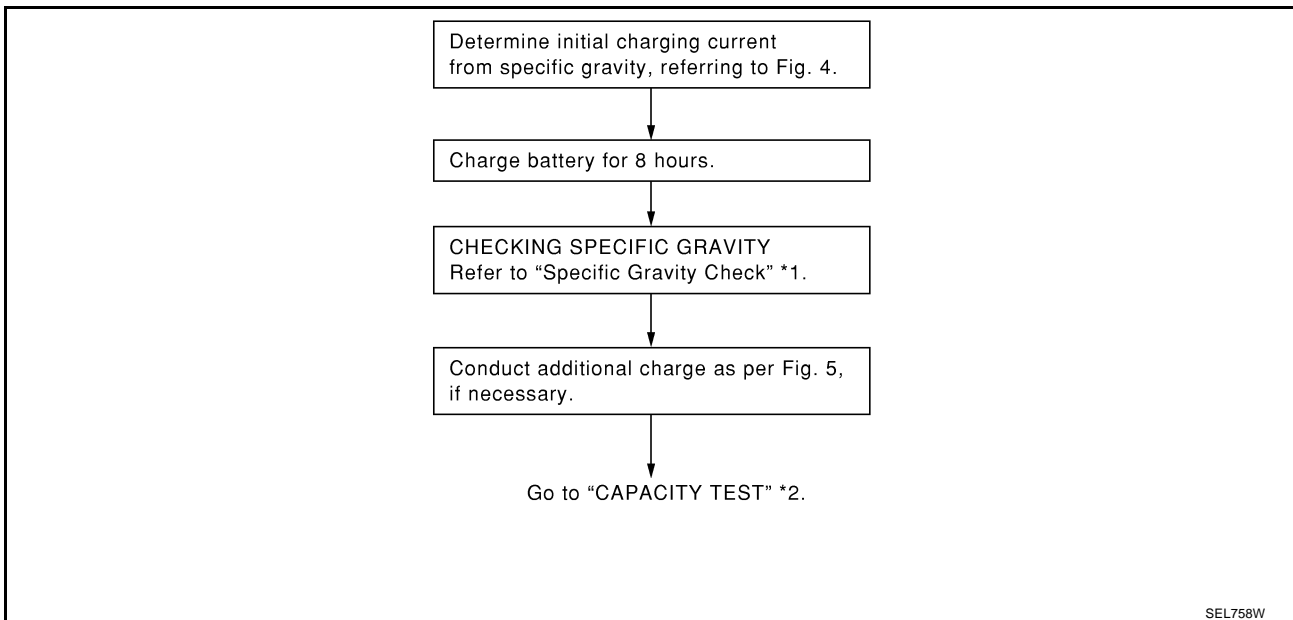 Determine initial charging current
from specific gravity, referring to Fig. 4.
Charge battery for 8 hours.
CHECKING SPECIFIC GRAVITY
Refer to “Specific Gravity Check” *1.
Conduct additional charge as per Fig. 5,
if necessary.
Go to “CAPACITY TEST” *2.
SEL758W